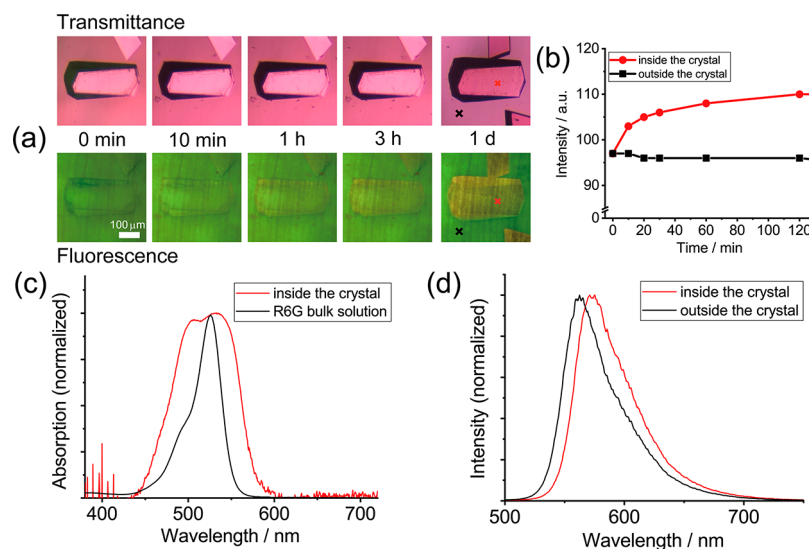 Transmittance
(a)
0 min 10 min 1 h 3 h 1 d
100 μm
Fluorescence
(b)
inside the crystal
outside the crystal
Intensity / a.u.
120
110
100
90
0
0 20 40 60 80 100 120
Time / min
(c)
inside the crystal
R6G bulk solution
Absorption (normalized)
400 500 600 700
Wavelength / nm
(d)
inside the crystal
outside the crystal
Intensity (normalized)
500 600 700
Wavelength / nm